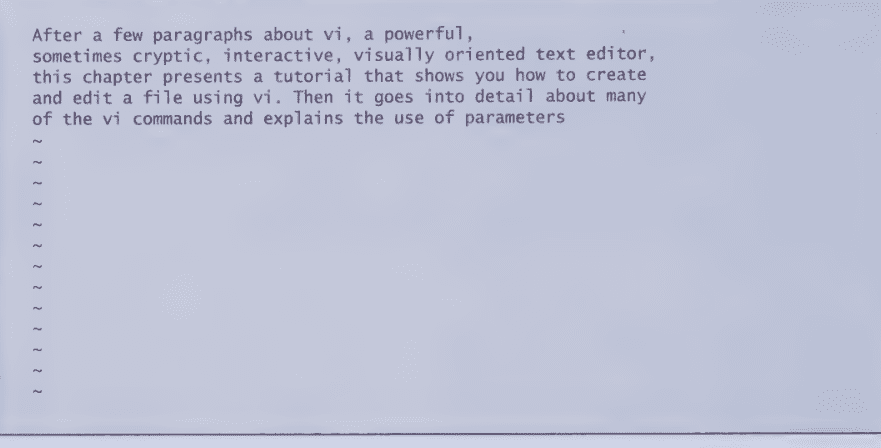 After a few paragraphs about vi, a powerful,
sometimes cryptic, interactive, visually oriented text editor,
this chapter presents a tutorial that shows you how to create
and edit a file using vi. Then it goes into detail about many
of the vi commands and explains the use of parameters
~
~
~
~
~
~
~
~
~
~
~
~
~